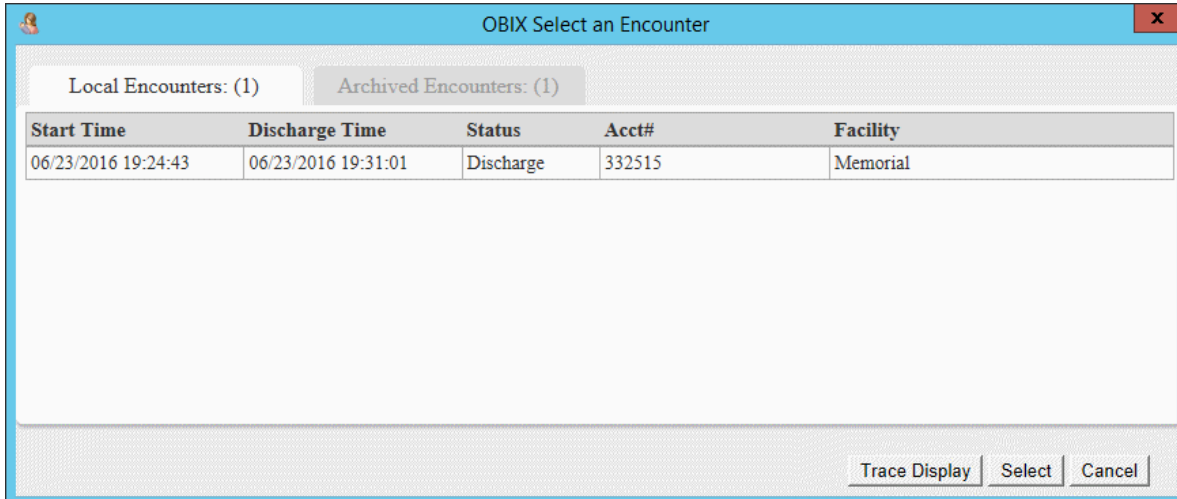 OBIX Select an Encounter
x
Local Encounters: (1) Archived Encounters: (1)
Start Time Discharge Time Status Acct# Facility
06/23/2016 19:24:43 06/23/2016 19:31:01 Discharge 332515 Memorial
Trace Display Select Cancel